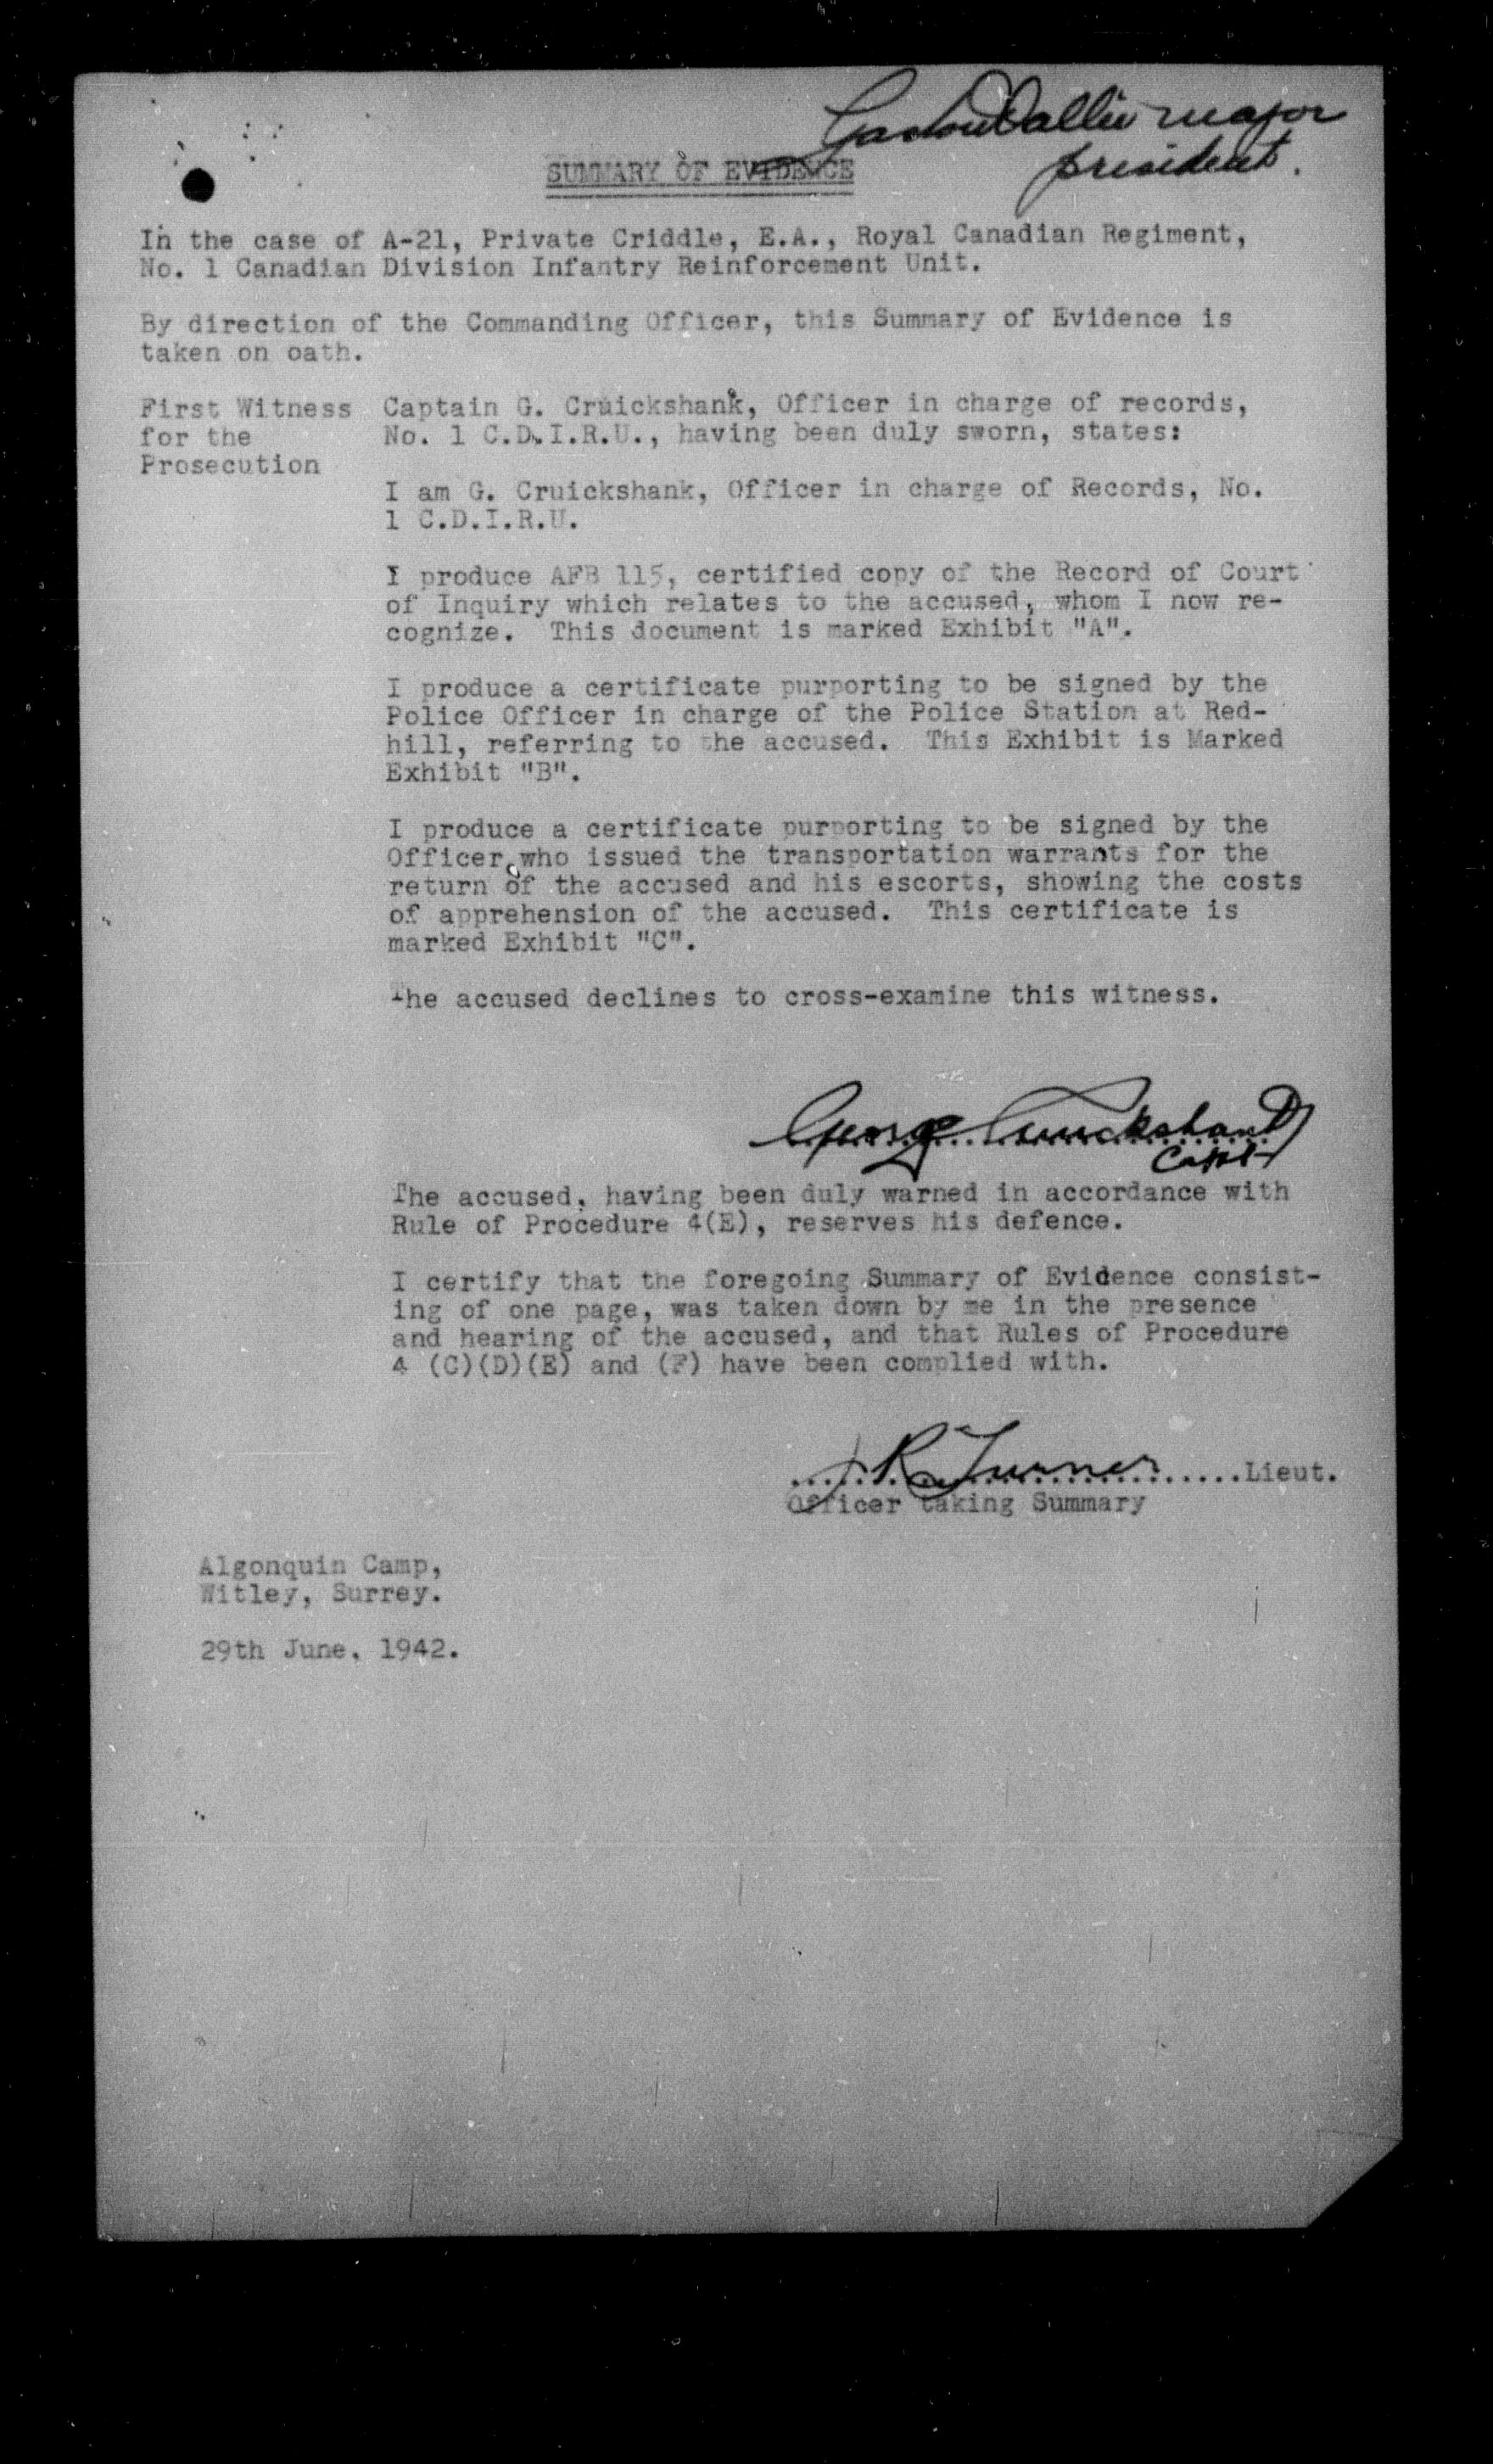 major
president.
SUMMARY OF EVIDENCE
In the case of A-21, Private Criddle, E.A., Royal Canadian Regiment,
No. 1 Canadian Division Infantry Reinforcement Unit.
By direction of the Commanding Officer, this Summary of Evidence is
taken on oath.
First Witness Captain G. Cruickshank, Officer in charge of records,
for the No. 1 C.D.I.R.U., having been duly sworn, states:
Prosecution
I am G. Cruickshank, Officer in charge of Records, No.
1 C.D.I.R.U.
I produce AFB 115, certified copy of the Record of Court
of Inquiry which relates to the accused, whom I now re-
cognize. This document is marked Exhibit "A".
I produce a certificate purporting to be signed by the
Police Officer in charge of the Police Station at Red-
hill, referring to the accused. This Exhibit is Marked
Exhibit "B".
I produce a certificate purporting to be signed by the
Officer who issued the transportation warrants for the
return of the accused and his escorts, showing the costs
of apprehension of the accused. This certificate is
marked Exhibit "C".
The accused declines to cross-examine this witness.
George Cruickshank
Capt
The accused, having been duly warned in accordance with
Rule of Procedure 4(E), reserves his defence.
I certify that the foregoing Summary of Evidence consist-
ing of one page, was taken down by me in the presence
and hearing of the accused, and that Rules of Procedure
4 (C)(D)(E) and (F) have been complied with.
J R Turner Lieut.
Officer taking Summary
Algonquin Camp,
Witley, Surrey.
29th June, 1942.